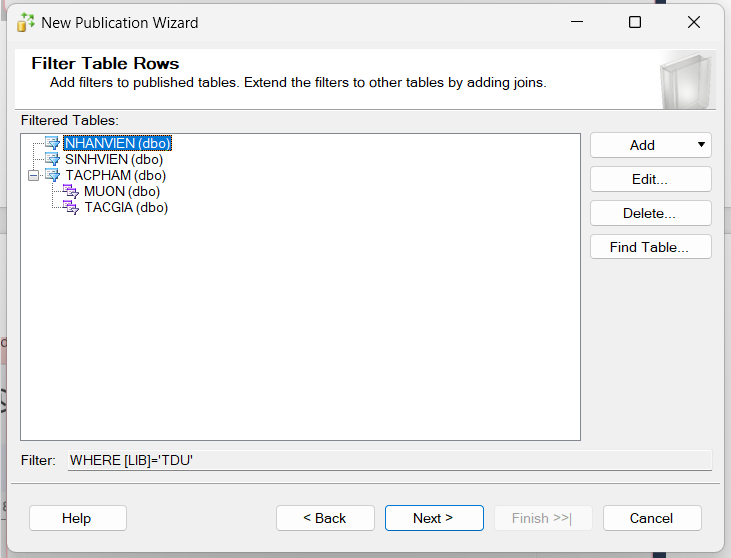 New Publication Wizard
Filter Table Rows
Add filters to published tables. Extend the filters to other tables by adding joins.
Filtered Tables:
NHANVIEN (dbo)
SINHVIEN (dbo)
TACPHAM (dbo)
MUON (dbo)
TACGIA (dbo)
Add
Edit...
Delete...
Find Table...
Filter: WHERE [LIB]='TDU'
Help
< Back
Next >
Finish >>|
Cancel